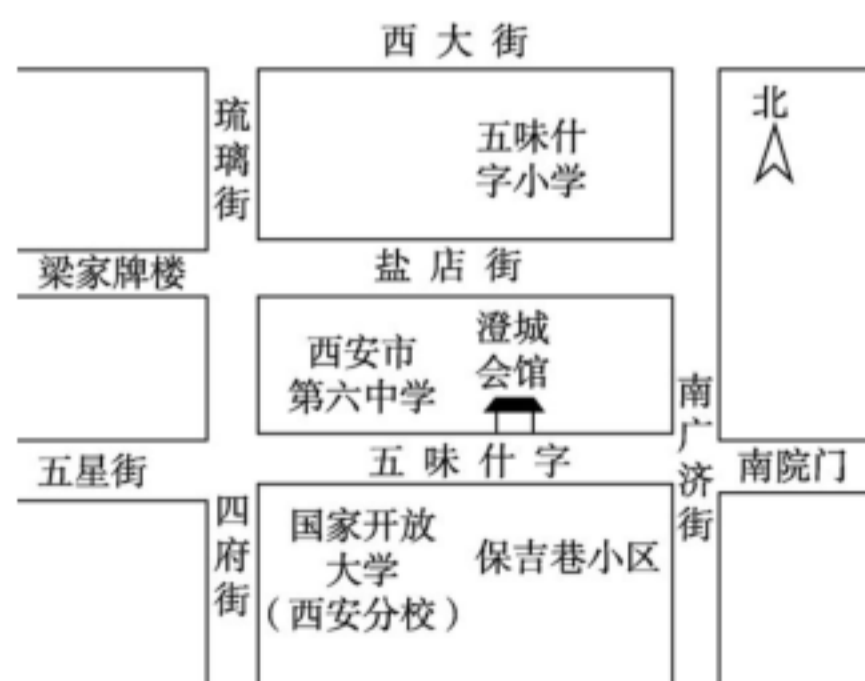 西大街
琉璃街
五味什
字小学
北
梁家牌楼
盐店街
西安市
第六中学
澄城
会馆
南广济街
五星街
五味什字
南院门
四府街
国家开放
大学
（西安分校）
保吉巷小区